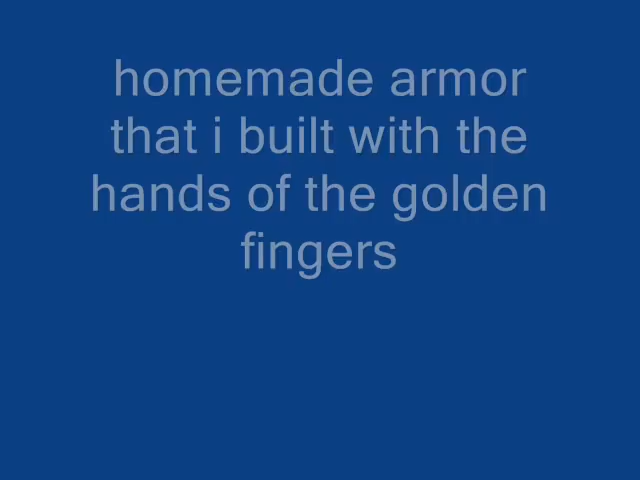 homemade armor
that i built with the
hands of the golden
fingers